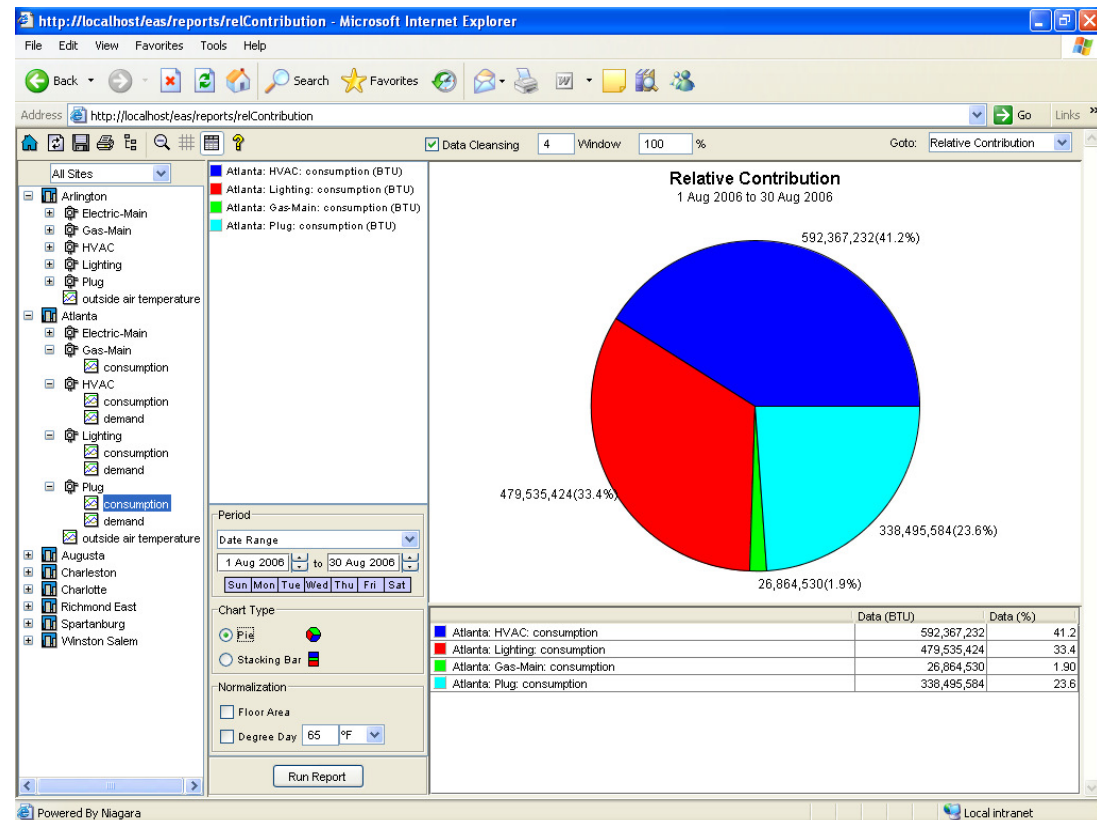 http://localhost/eas/reports/relContribution - Microsoft Internet Explorer
File Edit View Favorites Tools Help
Back Search Favorites
Address http://localhost/eas/reports/relContribution Go Links »
Data Cleansing 4 Window 100 % Goto: Relative Contribution
All Sites
Arlington
Electric-Main
Gas-Main
HVAC
Lighting
Plug
outside air temperature
Atlanta
Electric-Main
Gas-Main
consumption
HVAC
consumption
demand
Lighting
consumption
demand
Plug
consumption
demand
outside air temperature
Augusta
Charleston
Charlotte
Richmond East
Spartanburg
Winston Salem
Atlanta: HVAC: consumption (BTU)
Atlanta: Lighting: consumption (BTU)
Atlanta: Gas-Main: consumption (BTU)
Atlanta: Plug: consumption (BTU)
Period
Date Range
1 Aug 2006 to 30 Aug 2006
Sun Mon Tue Wed Thu Fri Sat
Chart Type
Pie
Stacking Bar
Normalization
Floor Area
Degree Day 65 ºF
Run Report
Relative Contribution
1 Aug 2006 to 30 Aug 2006
592,367,232(41.2%)
479,535,424(33.4%)
338,495,584(23.6%)
26,864,530(1.9%)
Data (BTU) Data (%)
Atlanta: HVAC: consumption 592,367,232 41.2
Atlanta: Lighting: consumption 479,535,424 33.4
Atlanta: Gas-Main: consumption 26,864,530 1.90
Atlanta: Plug: consumption 338,495,584 23.6
Powered By Niagara Local intranet